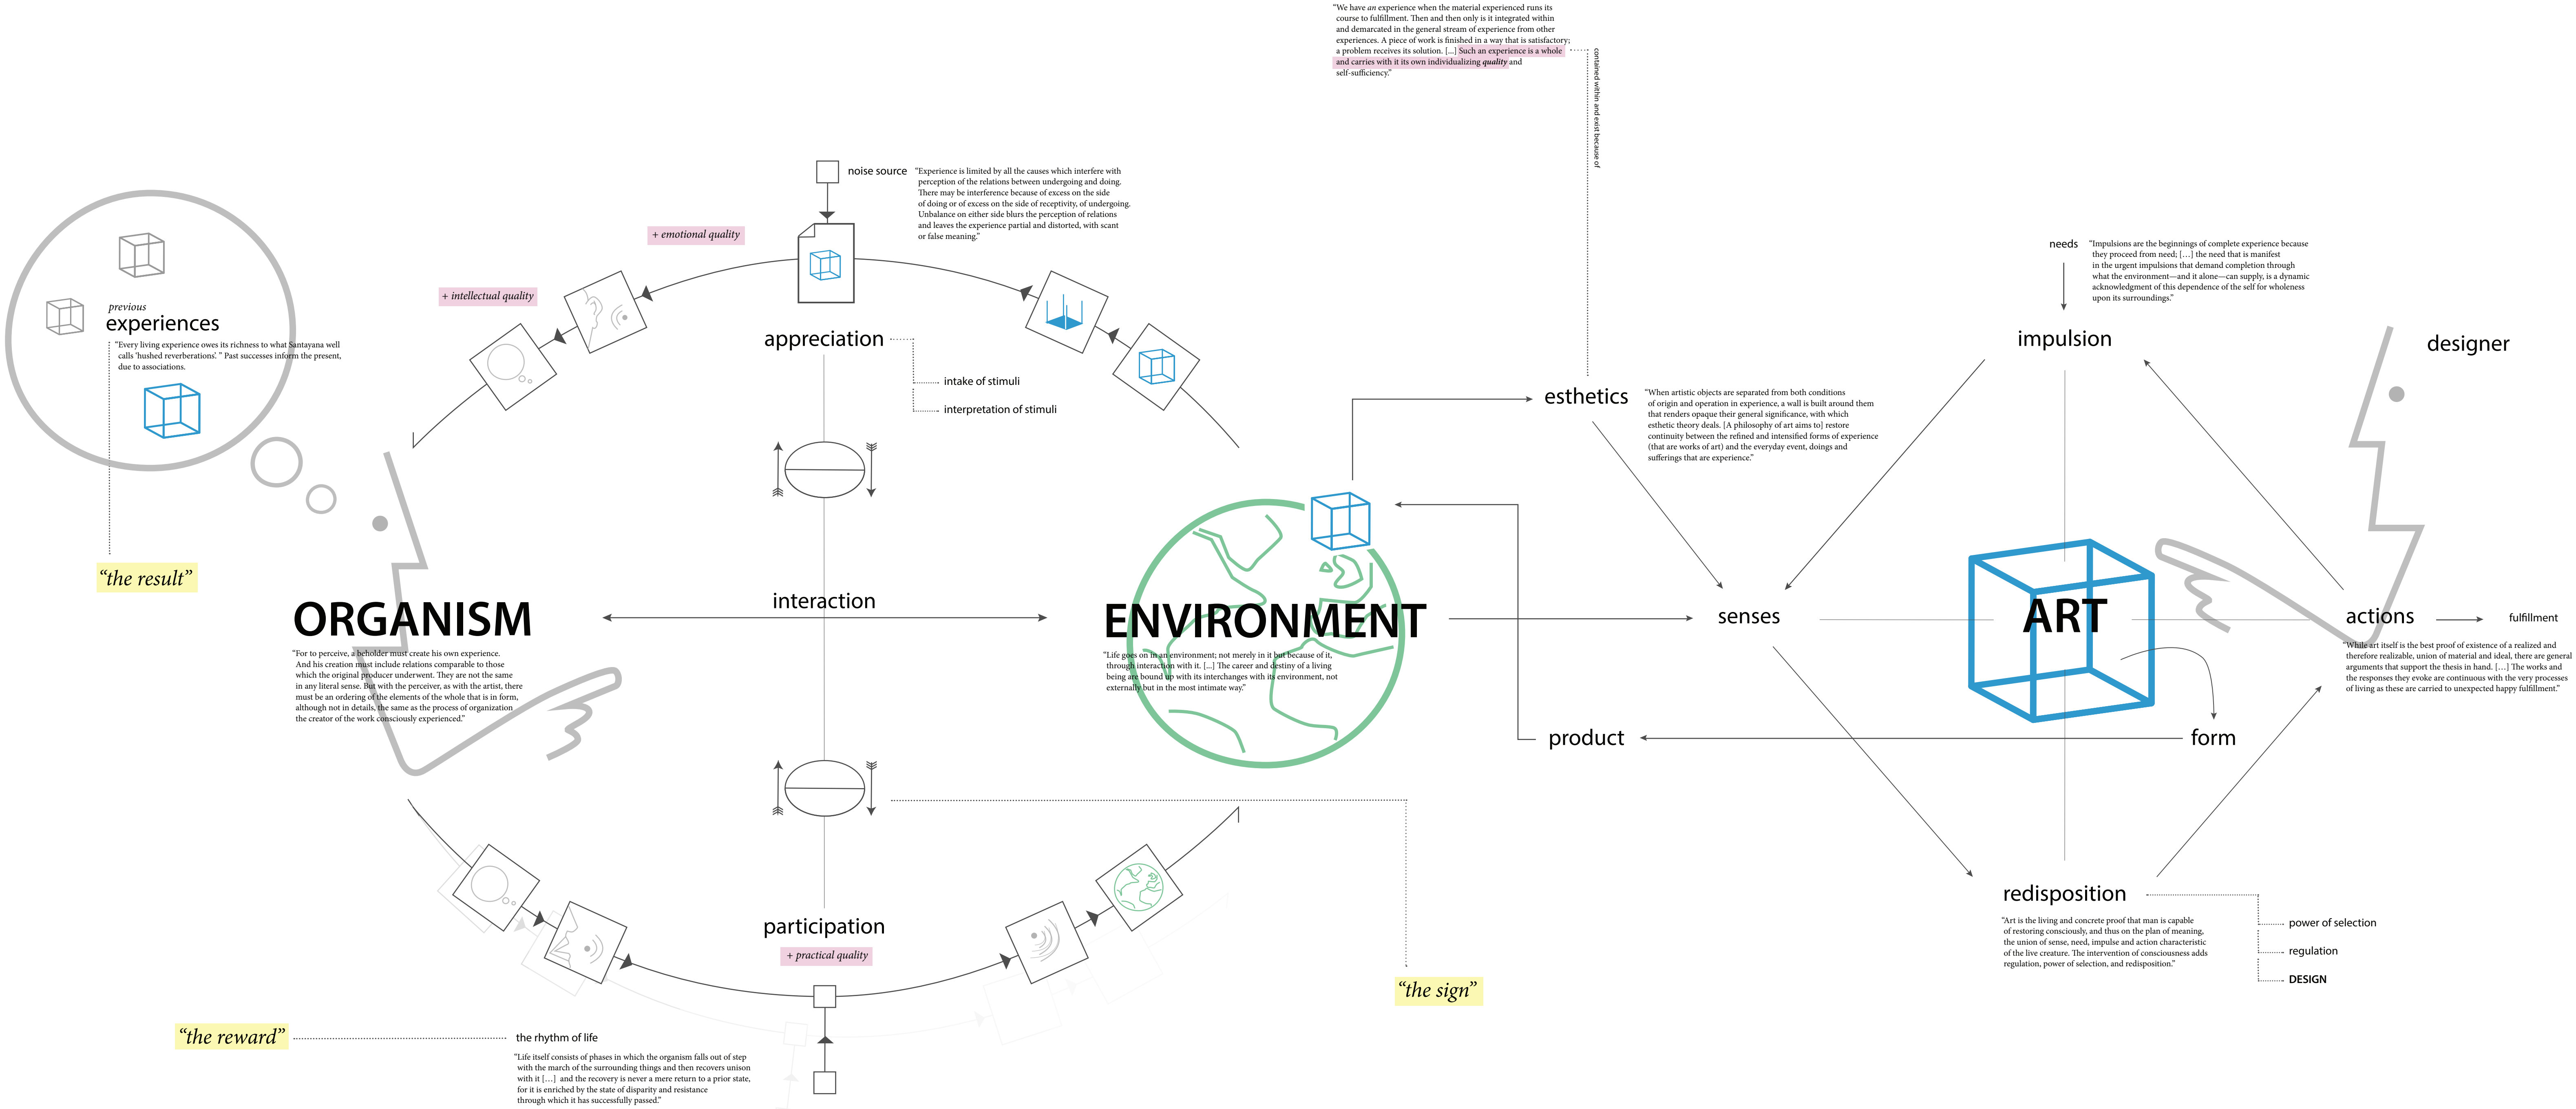 “We have an experience when the material experienced runs its
course to fulfillment. Then and then only is it integrated within
and demarcated in the general stream of experience from other
experiences. A piece of work is finished in a way that is satisfactory;
a problem receives its solution. [...] Such an experience is a whole
and carries with it its own individualizing quality and
self-sufficiency.”
contained within and exist because of
noise source
“Experience is limited by all the causes which interfere with
perception of the relations between undergoing and doing.
There may be interference because of excess on the side
of doing or of excess on the side of receptivity, of undergoing.
Unbalance on either side blurs the perception of relations
and leaves the experience partial and distorted, with scant
or false meaning.”
+ emotional quality
+ intellectual quality
previous
experiences
“Every living experience owes its richness to what Santayana well
calls ‘hushed reverberations’. ” Past successes inform the present,
due to associations.
“the result”
appreciation
intake of stimuli
interpretation of stimuli
ORGANISM
“For to perceive, a beholder must create his own experience.
And his creation must include relations comparable to those
which the original producer underwent. They are not the same
in any literal sense. But with the perceiver, as with the artist, there
must be an ordering of the elements of the whole that is in form,
although not in details, the same as the process of organization
the creator of the work consciously experienced.”
interaction
ENVIRONMENT
“Life goes on in an environment; not merely in it but because of it,
through interaction with it. [...] The career and destiny of a living
being are bound up with its interchanges with its environment, not
externally but in the most intimate way.”
participation
+ practical quality
“the sign”
“the reward”
the rhythm of life
“Life itself consists of phases in which the organism falls out of step
with the march of the surrounding things and then recovers unison
with it […] and the recovery is never a mere return to a prior state,
for it is enriched by the state of disparity and resistance
through which it has successfully passed.”
esthetics
“When artistic objects are separated from both conditions
of origin and operation in experience, a wall is built around them
that renders opaque their general significance, with which
esthetic theory deals. [A philosophy of art aims to] restore
continuity between the refined and intensified forms of experience
(that are works of art) and the everyday event, doings and
sufferings that are experience.”
needs
“Impulsions are the beginnings of complete experience because
they proceed from need; […] the need that is manifest
in the urgent impulsions that demand completion through
what the environment—and it alone—can supply, is a dynamic
acknowledgment of this dependence of the self for wholeness
upon its surroundings.”
impulsion
designer
senses
ART
actions
fulfillment
“While art itself is the best proof of existence of a realized and
therefore realizable, union of material and ideal, there are general
arguments that support the thesis in hand. […] The works and
the responses they evoke are continuous with the very processes
of living as these are carried to unexpected happy fulfillment.”
product
form
redisposition
“Art is the living and concrete proof that man is capable
of restoring consciously, and thus on the plan of meaning,
the union of sense, need, impulse and action characteristic
of the live creature. The intervention of consciousness adds
regulation, power of selection, and redisposition.”
power of selection
regulation
DESIGN